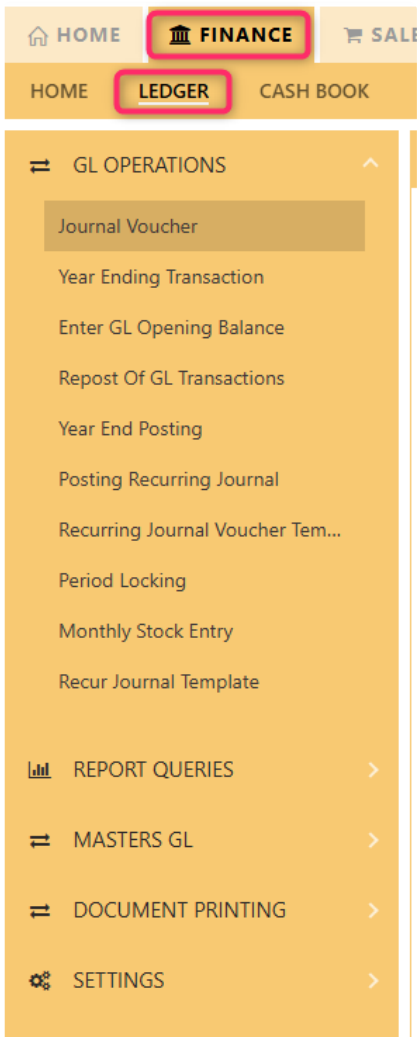 HOME FINANCE SALE
HOME LEDGER CASH BOOK
GL OPERATIONS
Journal Voucher
Year Ending Transaction
Enter GL Opening Balance
Repost Of GL Transactions
Year End Posting
Posting Recurring Journal
Recurring Journal Voucher Tem...
Period Locking
Monthly Stock Entry
Recur Journal Template
REPORT QUERIES
MASTERS GL
DOCUMENT PRINTING
SETTINGS